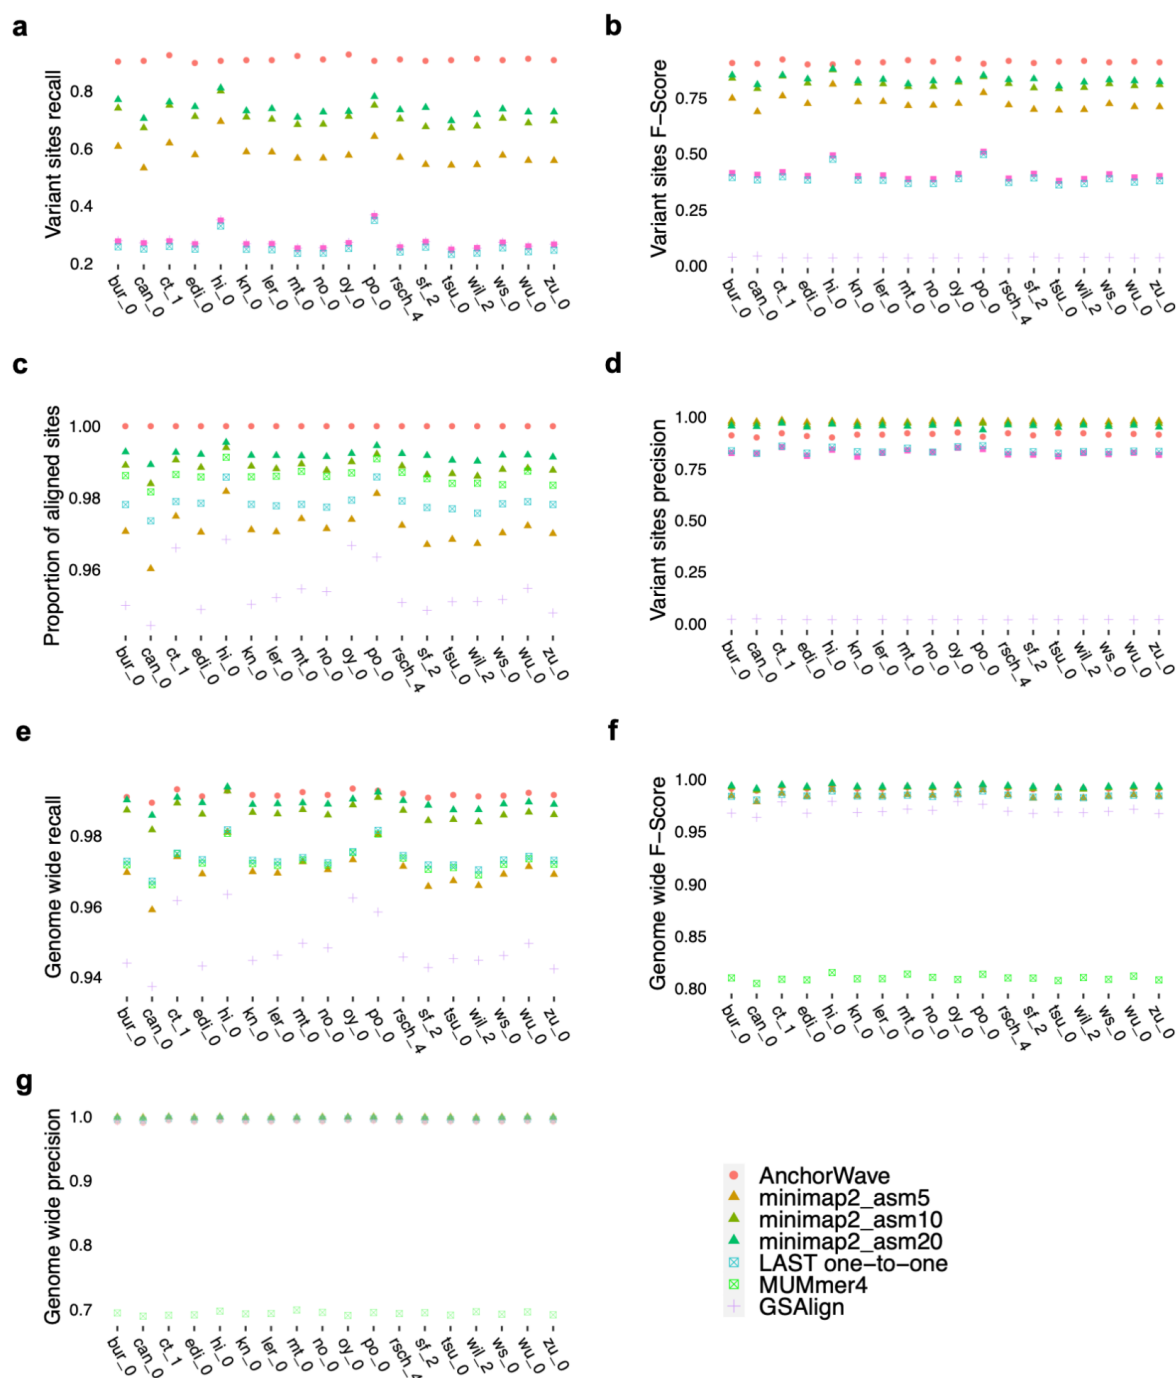 a
Variant sites recall
0.8
0.6
0.4
0.2
bur_0 can_0 ct_1 edi_0 hi_0 kn_0 ler_0 mt_0 no_0 oy_0 po_0 rsch_4 sf_2 tsu_0 wil_2 ws_0 wu_0 zu_0
b
Variant sites F−Score
0.75
0.50
0.25
0.00
bur_0 can_0 ct_1 edi_0 hi_0 kn_0 ler_0 mt_0 no_0 oy_0 po_0 rsch_4 sf_2 tsu_0 wil_2 ws_0 wu_0 zu_0
c
Proportion of aligned sites
1.00
0.98
0.96
bur_0 can_0 ct_1 edi_0 hi_0 kn_0 ler_0 mt_0 no_0 oy_0 po_0 rsch_4 sf_2 tsu_0 wil_2 ws_0 wu_0 zu_0
d
Variant sites precision
1.00
0.75
0.50
0.25
0.00
bur_0 can_0 ct_1 edi_0 hi_0 kn_0 ler_0 mt_0 no_0 oy_0 po_0 rsch_4 sf_2 tsu_0 wil_2 ws_0 wu_0 zu_0
e
Genome wide recall
0.98
0.96
0.94
bur_0 can_0 ct_1 edi_0 hi_0 kn_0 ler_0 mt_0 no_0 oy_0 po_0 rsch_4 sf_2 tsu_0 wil_2 ws_0 wu_0 zu_0
f
Genome wide F−Score
1.00
0.95
0.90
0.85
0.80
bur_0 can_0 ct_1 edi_0 hi_0 kn_0 ler_0 mt_0 no_0 oy_0 po_0 rsch_4 sf_2 tsu_0 wil_2 ws_0 wu_0 zu_0
g
Genome wide precision
1.0
0.9
0.8
0.7
bur_0 can_0 ct_1 edi_0 hi_0 kn_0 ler_0 mt_0 no_0 oy_0 po_0 rsch_4 sf_2 tsu_0 wil_2 ws_0 wu_0 zu_0
AnchorWave
minimap2_asm5
minimap2_asm10
minimap2_asm20
LAST one−to−one
MUMmer4
GSAlign